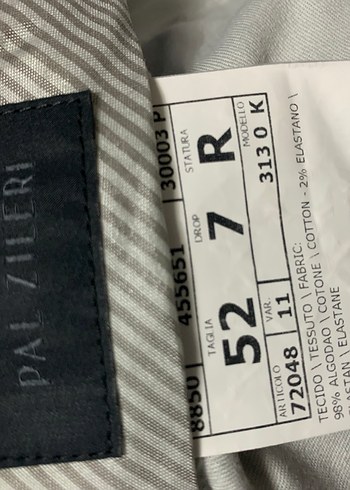 PAL ZILERI
8850 455651 30003 P
TAGLIA DROP STATURA
52 7 R
ARTICOLO VAR. MODELLO
72048 11 313 0 K
TECIDO \ TESSUTO \ FABRIC:
98% ALGODAO \ COTONE \ COTTON - 2% ELASTANO \
ELASTANE